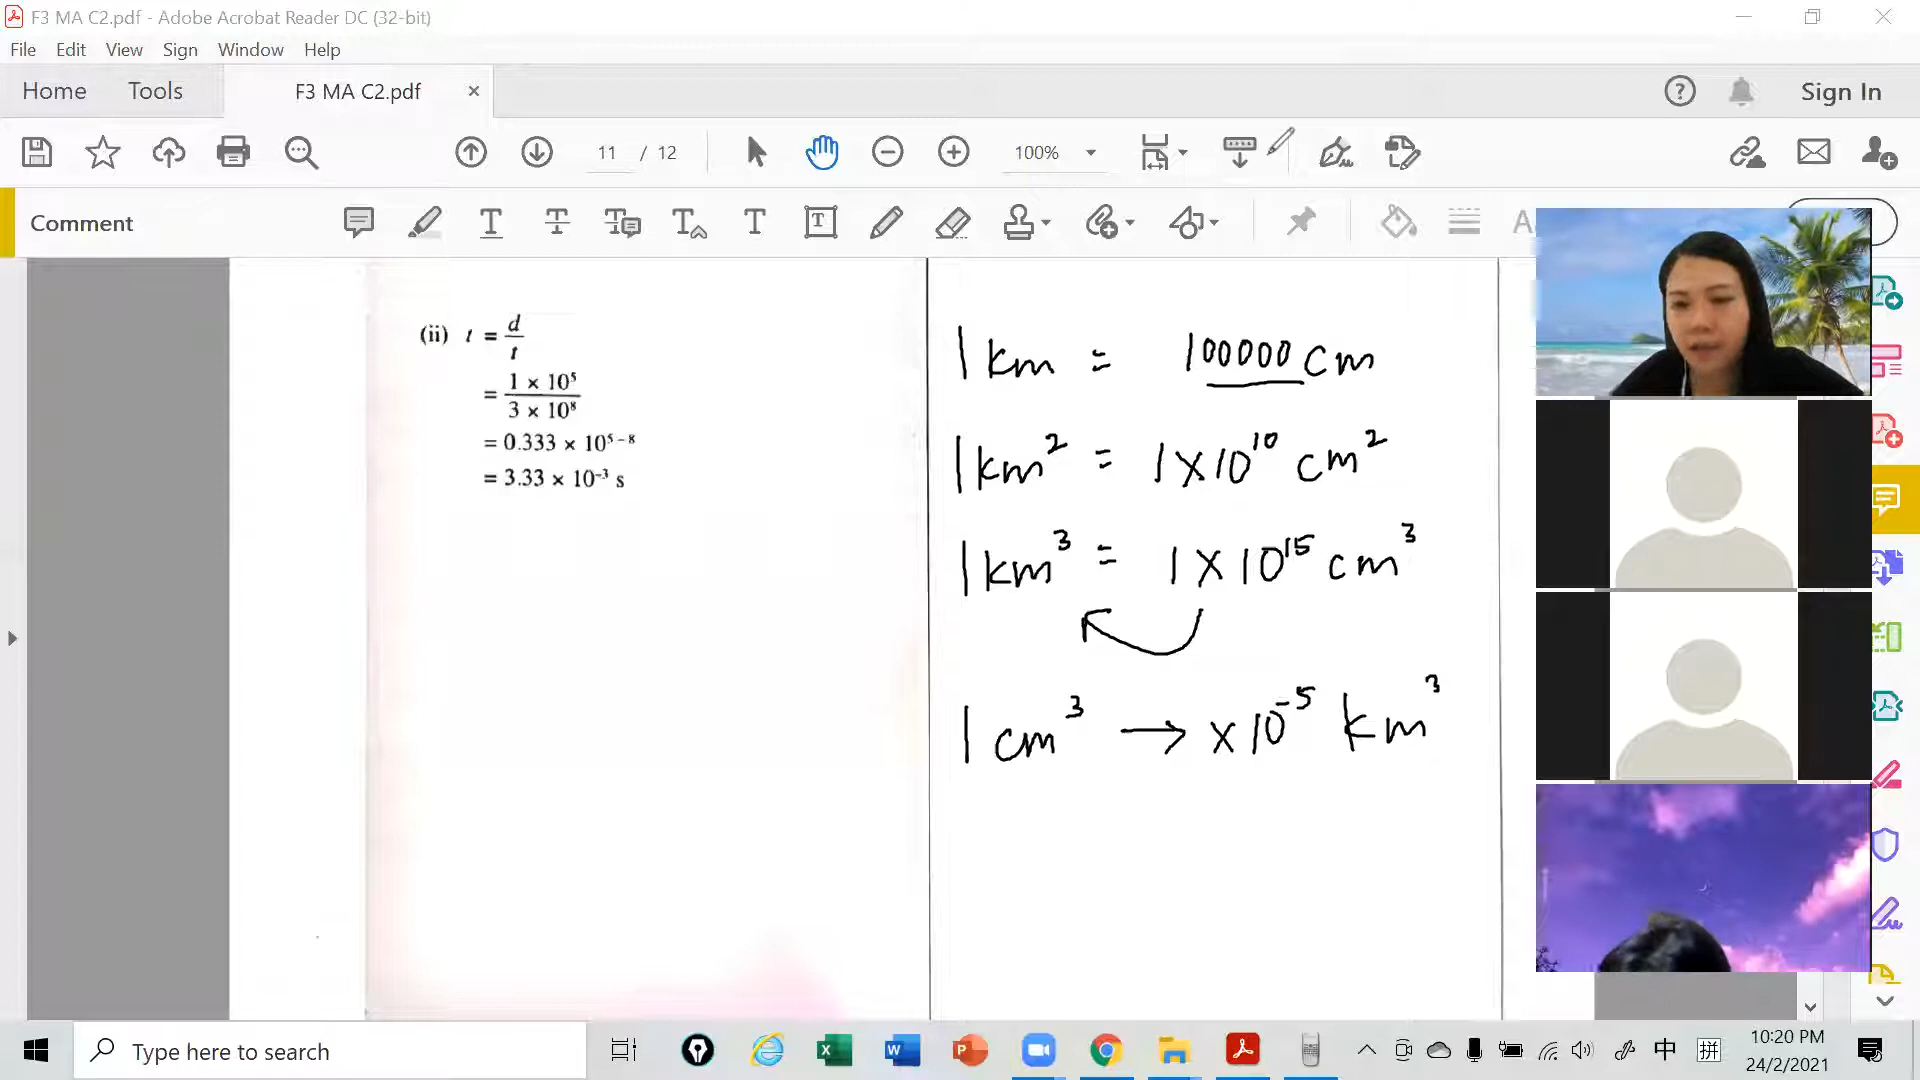 F3 MA C2.pdf - Adobe Acrobat Reader DC (32-bit)
File Edit View Sign Window Help
Home Tools F3 MA C2.pdf × Sign In
11 / 12 100%
Comment
(ii) t = d/t
= 1 × 10⁵ / 3 × 10⁸
= 0.333 × 10⁵⁻⁸
= 3.33 × 10⁻³ s
1 km = 100000 cm
1 km² = 1 × 10¹⁰ cm²
1 km³ = 1 × 10¹⁵ cm³
1 cm³ → × 10⁻⁵ km³
Type here to search
中 拼
10:20 PM
24/2/2021